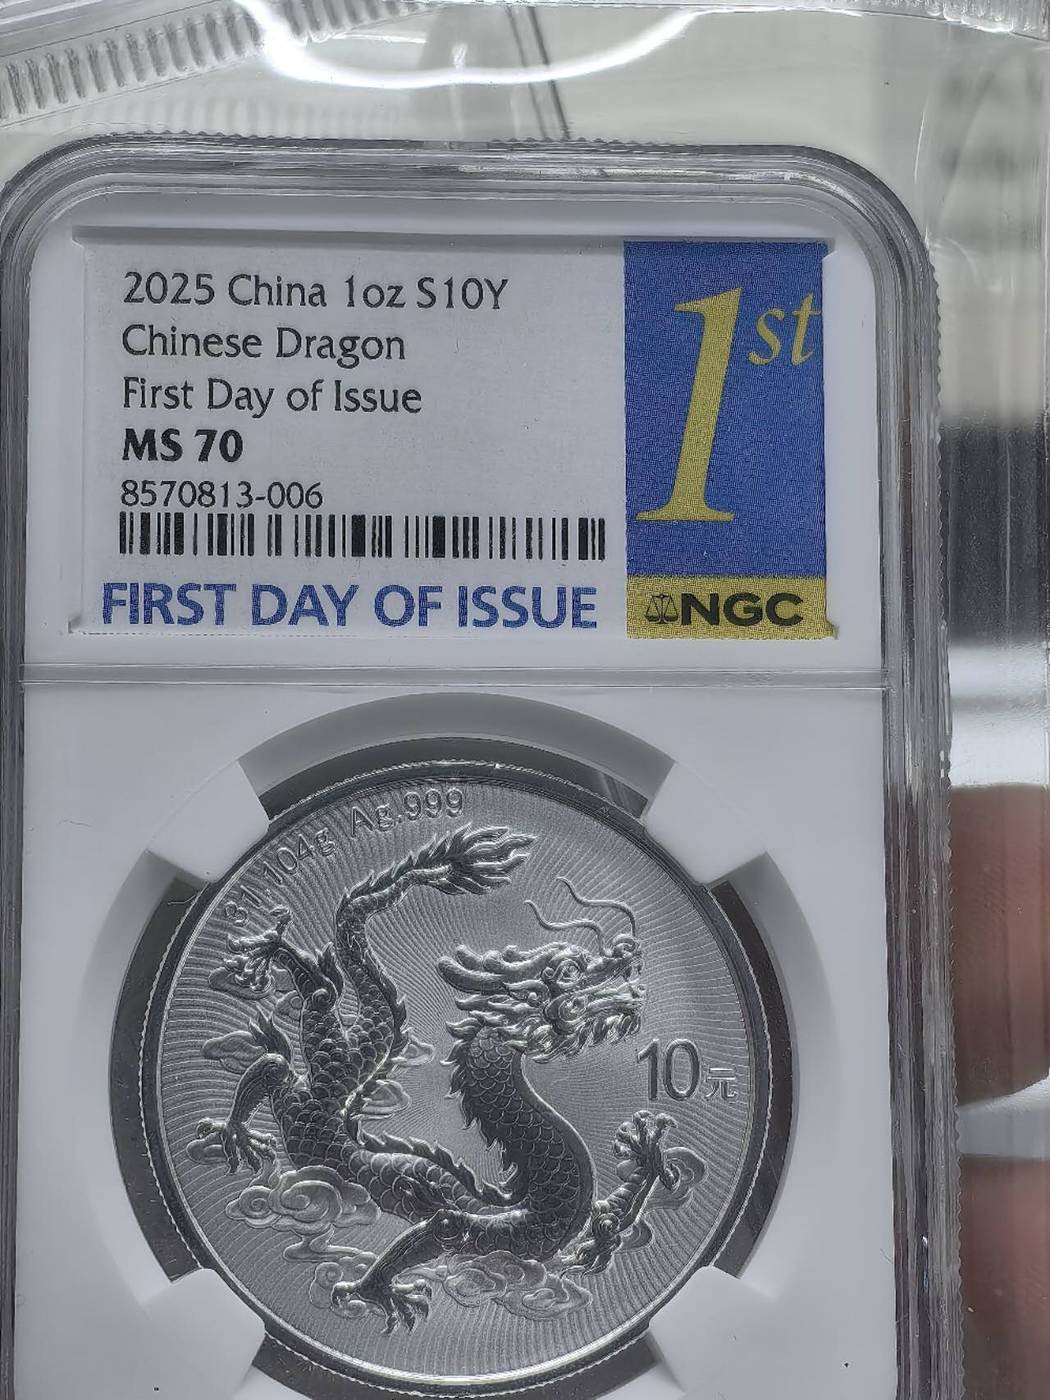 2025 China 1oz S10Y
Chinese Dragon
First Day of Issue
MS 70
8570813-006
FIRST DAY OF ISSUE
1st
NGC
31.104g Ag.999
10元